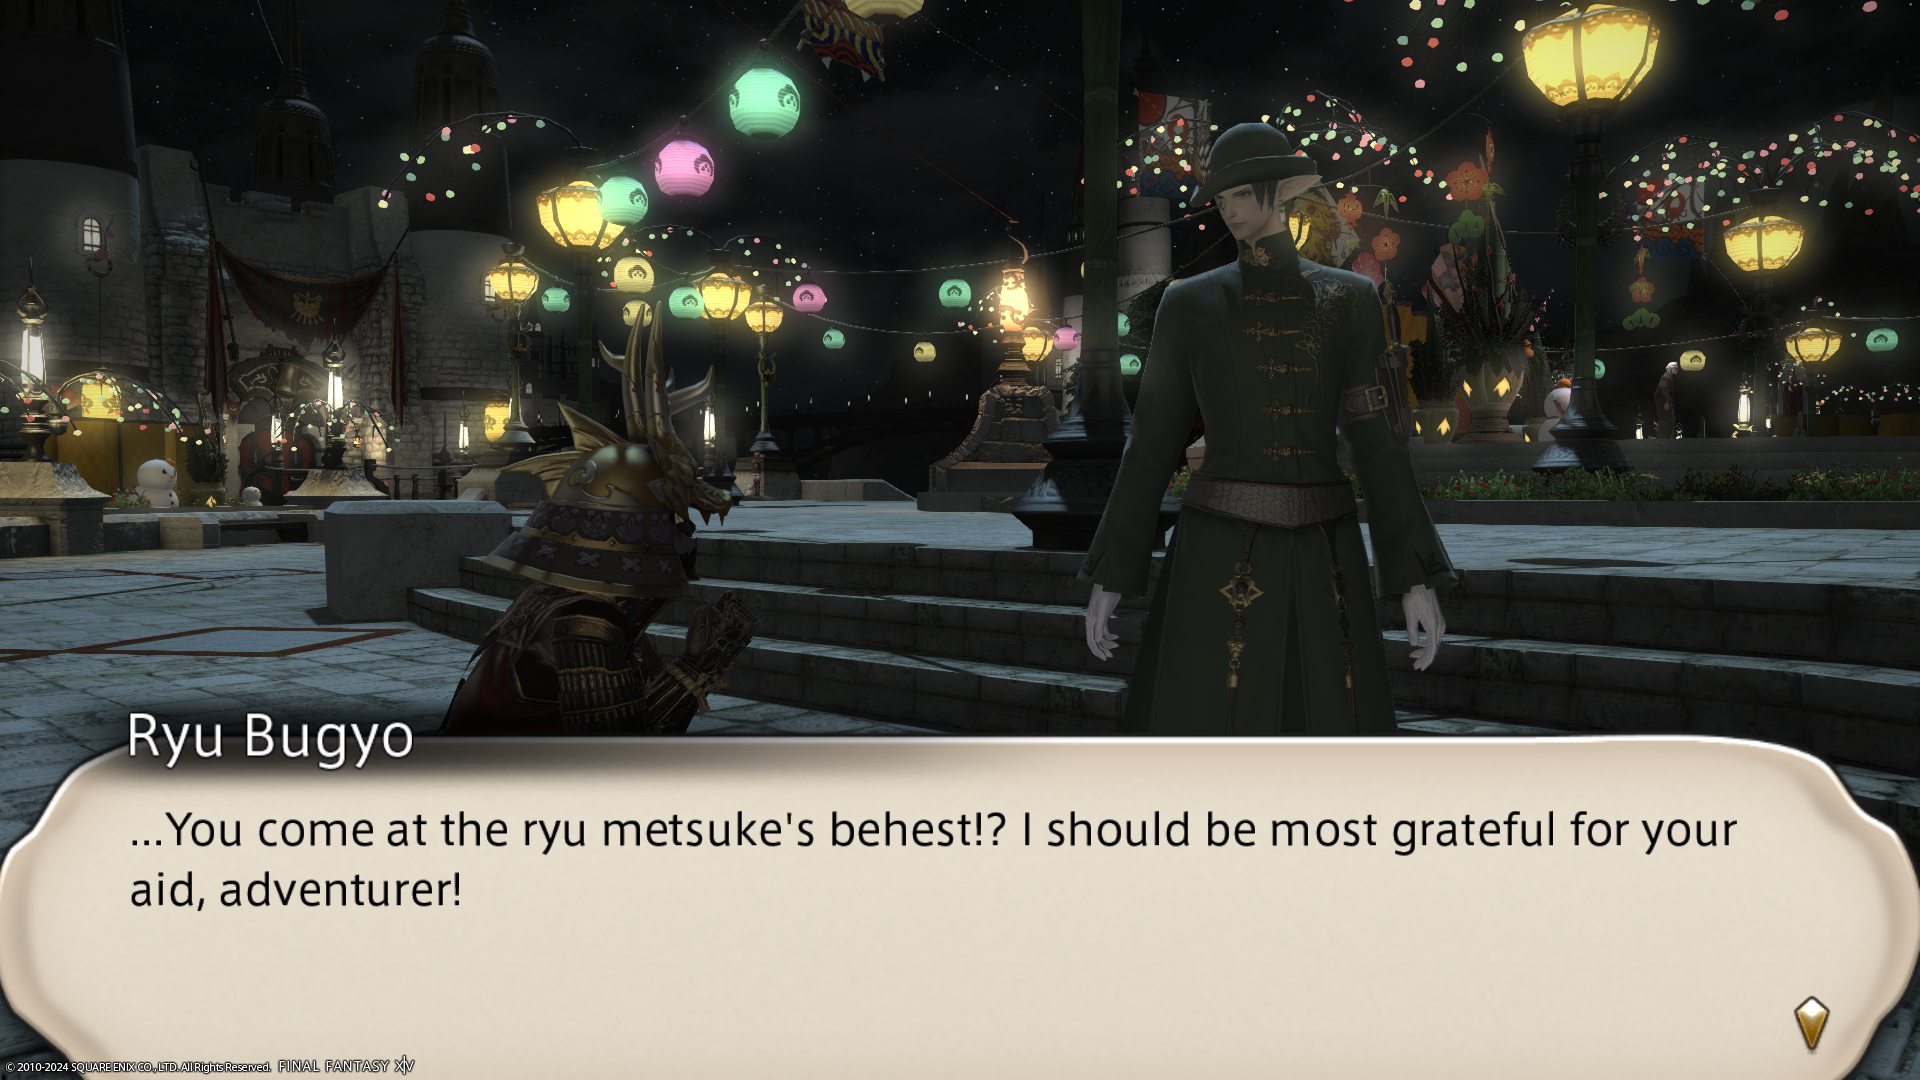 Ryu Bugyo
...You come at the ryu metsuke's behest!? I should be most grateful for your
aid, adventurer!
© 2010-2024 SQUARE ENIX CO., LTD. All Rights Reserved. FINAL FANTASY XIV